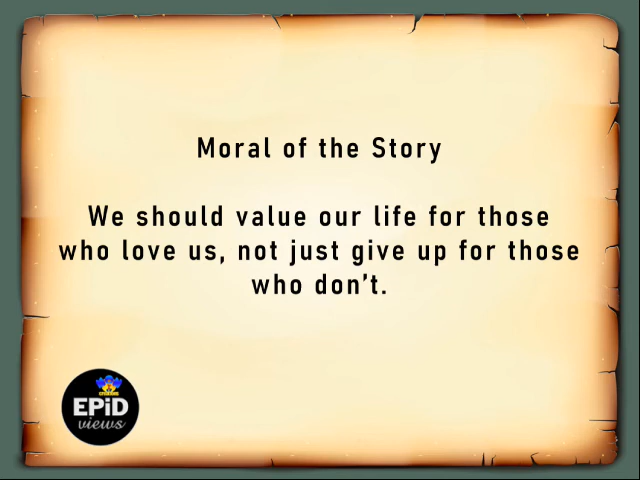 Moral of the Story
We should value our life for those
who love us, not just give up for those
who don't.
EPiD
views